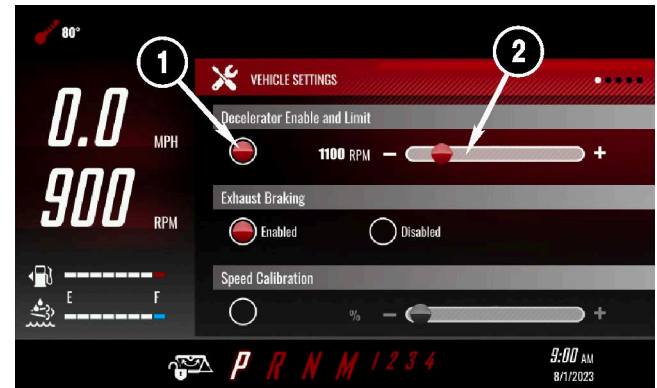 80°
1
2
VEHICLE SETTINGS
Decelerator Enable and Limit
0.0 MPH
1100 RPM − +
900 RPM
Exhaust Braking
Enabled Disabled
Speed Calibration
E F
% − +
P R N M 1 2 3 4
9:00 AM
8/1/2023